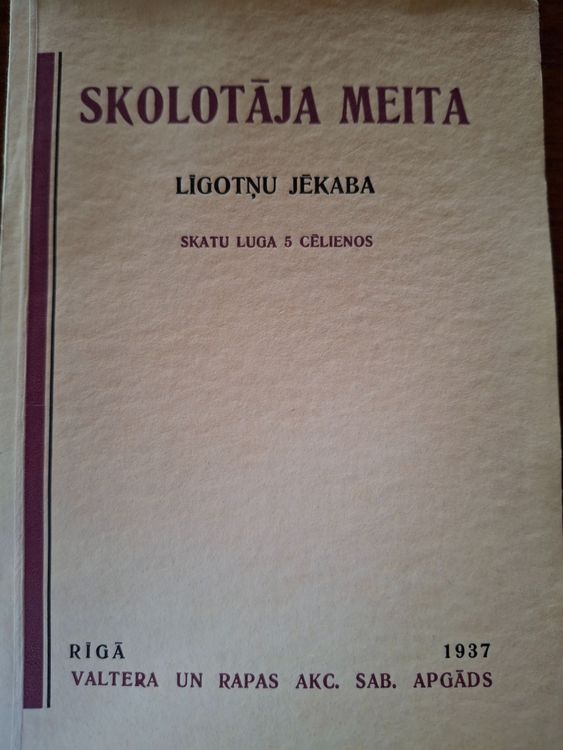 SKOLOTĀJA MEITA
LĪGOTŅU JĒKABA
SKATU LUGA 5 CĒLIENOS
RĪGĀ 1937
VALTERA UN RAPAS AKC. SAB. APGĀDS